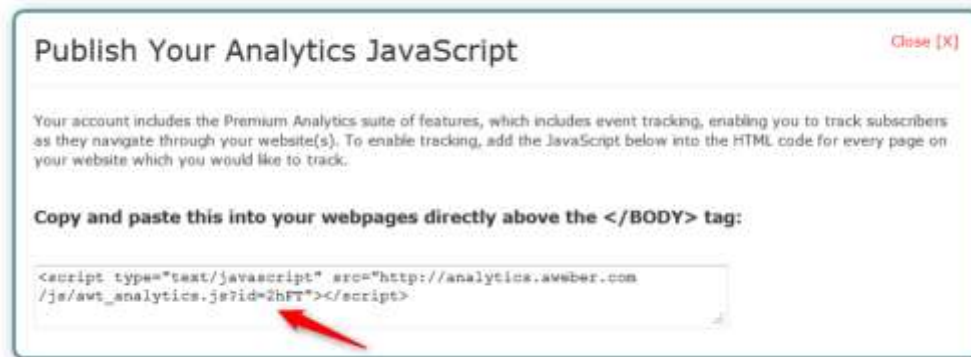 Publish Your Analytics JavaScript
Close [X]
Your account includes the Premium Analytics suite of features, which includes event tracking, enabling you to track subscribers
as they navigate through your website(s). To enable tracking, add the JavaScript below into the HTML code for every page on
your website which you would like to track.
Copy and paste this into your webpages directly above the </BODY> tag:
<script type="text/javascript" src="http://analytics.aweber.com
/js/awt_analytics.js?id=2hFT"></script>